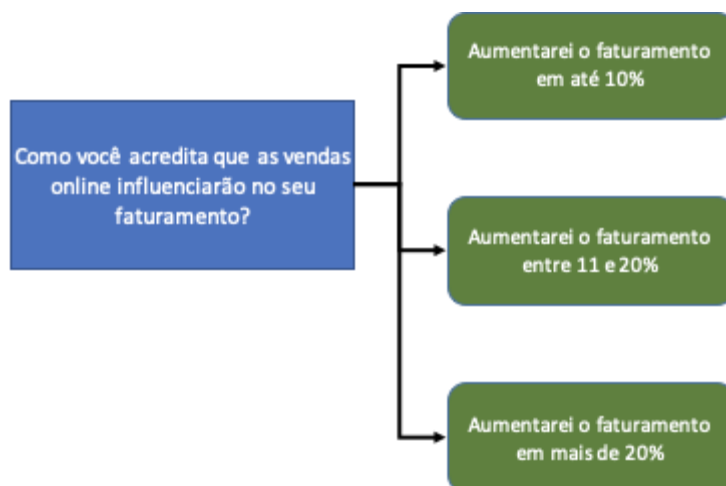 Aumentarei o faturamento
em até 10%
Como você acredita que as vendas
online influenciarão no seu
faturamento?
Aumentarei o faturamento
entre 11 e 20%
Aumentarei o faturamento
em mais de 20%